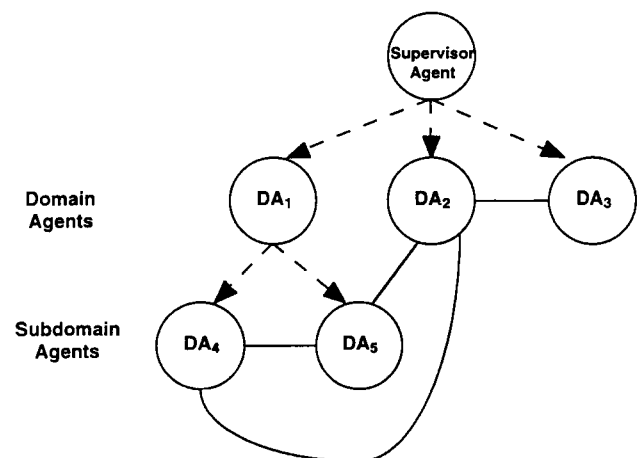 Supervisor
Agent
Domain
Agents
DA₁
DA₂
DA₃
Subdomain
Agents
DA₄
DA₅